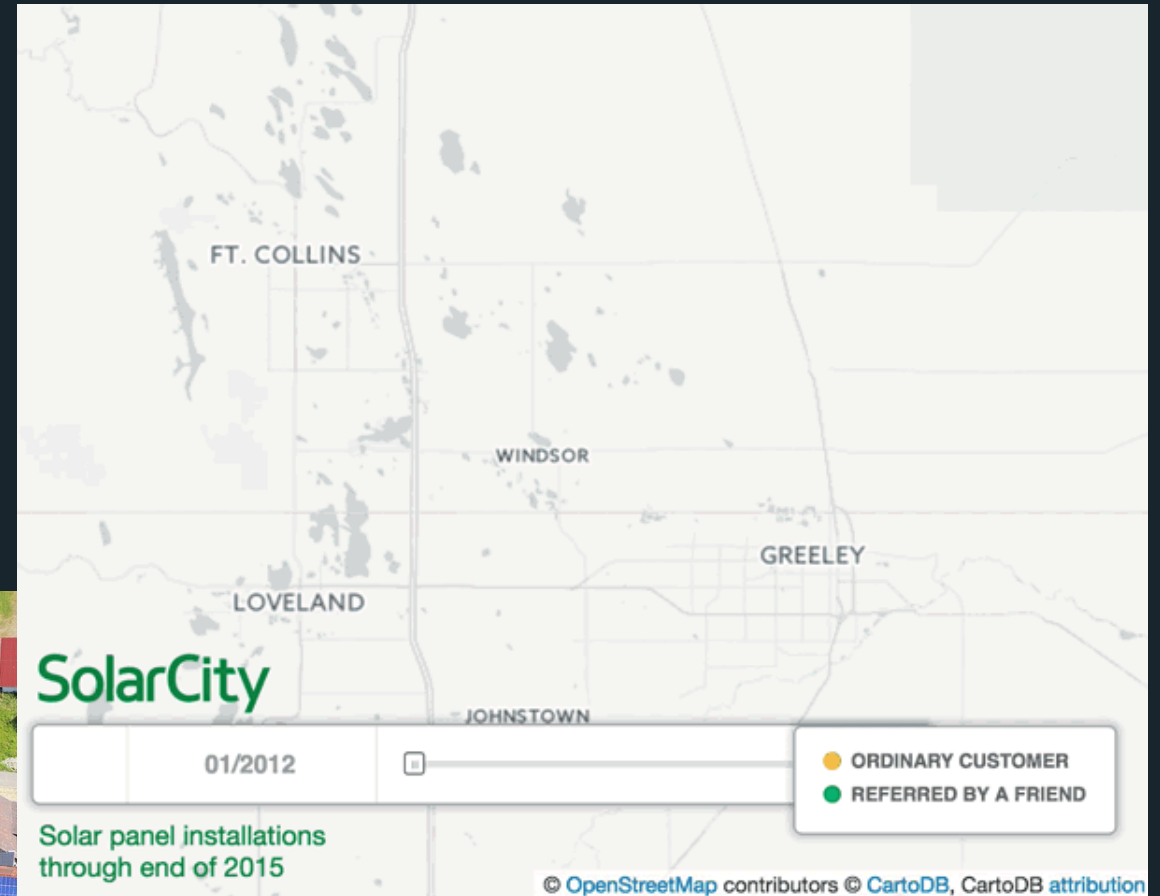 FT. COLLINS
WINDSOR
GREELEY
LOVELAND
SolarCity
JOHNSTOWN
01/2012
ORDINARY CUSTOMER
REFERRED BY A FRIEND
Solar panel installations
through end of 2015
© OpenStreetMap contributors © CartoDB, CartoDB attribution